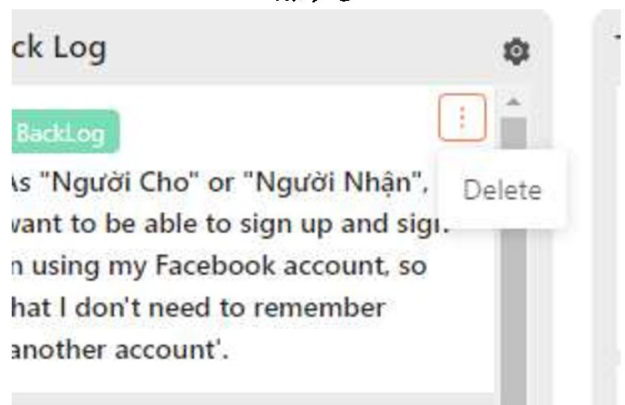 ck Log
BackLog
As "Người Cho" or "Người Nhận",
want to be able to sign up and sign
n using my Facebook account, so
hat I don't need to remember
another account'.
Delete